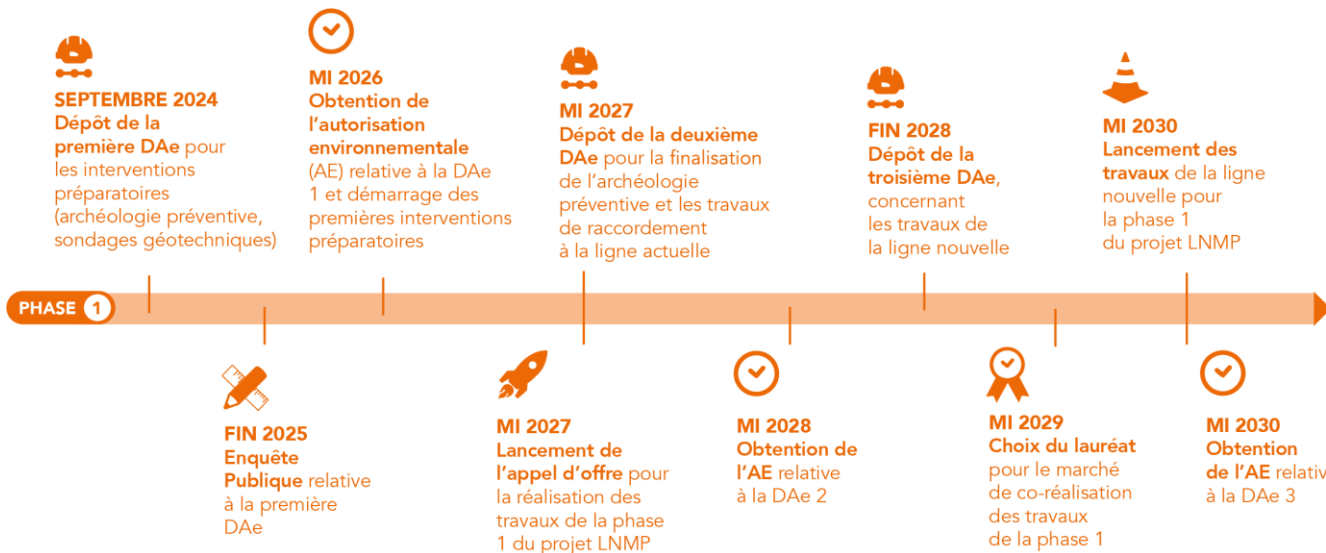 SEPTEMBRE 2024
Dépôt de la
première DAe pour
les interventions
préparatoires
(archéologie préventive,
sondages géotechniques)
MI 2026
Obtention de
l'autorisation
environnementale
(AE) relative à la DAe
1 et démarrage des
premières interventions
préparatoires
MI 2027
Dépôt de la deuxième
DAe pour la finalisation
de l'archéologie
préventive et les travaux
de raccordement
à la ligne actuelle
FIN 2028
Dépôt de la
troisième DAe,
concernant
les travaux de
la ligne nouvelle
MI 2030
Lancement des
travaux de la ligne
nouvelle pour
la phase 1
du projet LNMP
PHASE 1
FIN 2025
Enquête
Publique relative
à la première
DAe
MI 2027
Lancement de
l'appel d'offre pour
la réalisation des
travaux de la phase
1 du projet LNMP
MI 2028
Obtention de
l'AE relative
à la DAe 2
MI 2029
Choix du lauréat
pour le marché
de co-réalisation
des travaux
de la phase 1
MI 2030
Obtention
de l'AE relativ
à la DAe 3